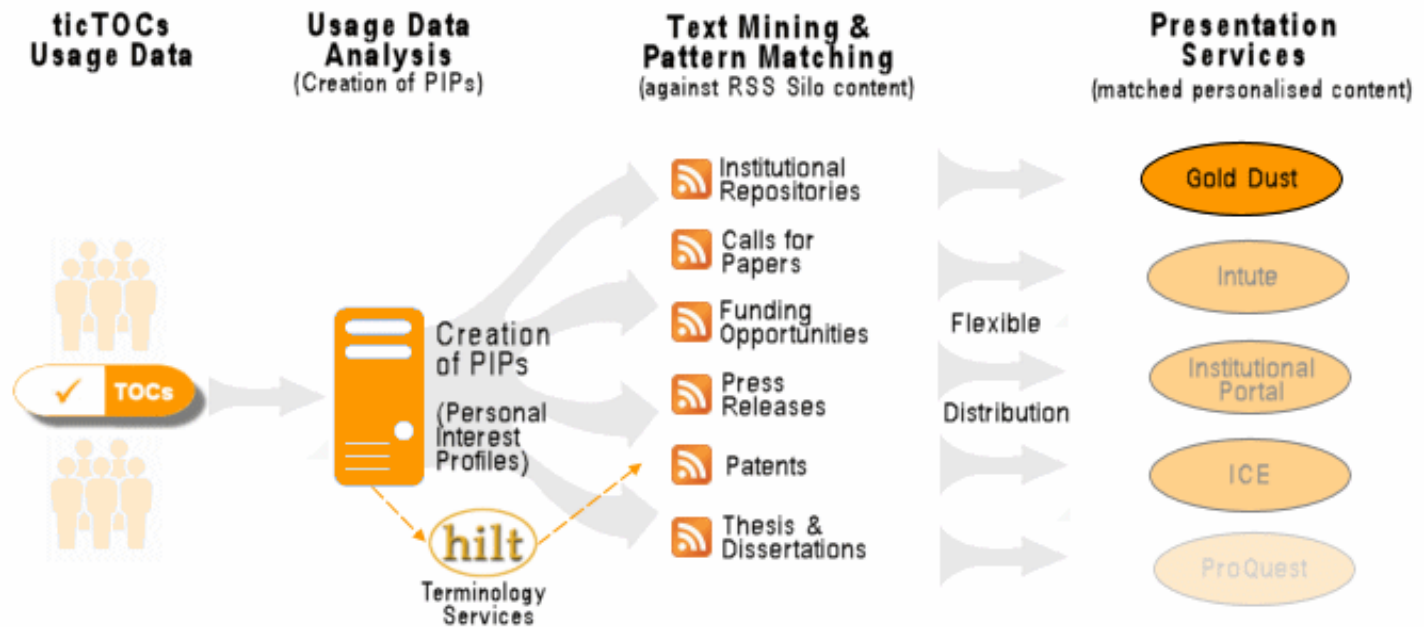 ticTOCs
Usage Data
Usage Data
Analysis
(Creation of PIPs)
Text Mining &
Pattern Matching
(against RSS Silo content)
Presentation
Services
(matched personalised content)
TOCs
Creation
of PIPs
(Personal
Interest
Profiles)
hilt
Terminology
Services
Institutional
Repositories
Calls for
Papers
Funding
Opportunities
Press
Releases
Patents
Thesis &
Dissertations
Flexible
Distribution
Gold Dust
Intute
Institutional
Portal
ICE
ProQuest